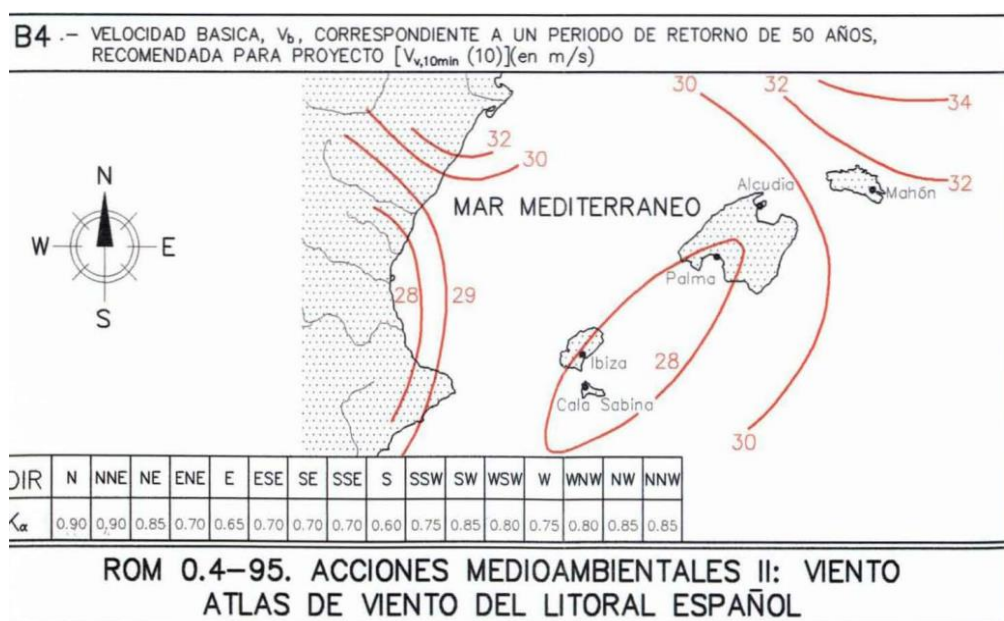 B4 .- VELOCIDAD BASICA, Vb, CORRESPONDIENTE A UN PERIODO DE RETORNO DE 50 AÑOS,
RECOMENDADA PARA PROYECTO [Vv,10min (10)](en m/s)
30
32
34
32
30
N
W E
S
MAR MEDITERRANEO
Alcudia
Mahón
32
Palma
28
29
28
Ibiza
Cala Sabina
30
DIR N NNE NE ENE E ESE SE SSE S SSW SW WSW W WNW NW NNW
Kα 0.90 0.90 0.85 0.70 0.65 0.70 0.70 0.70 0.60 0.75 0.85 0.80 0.75 0.80 0.85 0.85
ROM 0.4-95. ACCIONES MEDIOAMBIENTALES II: VIENTO
ATLAS DE VIENTO DEL LITORAL ESPAÑOL